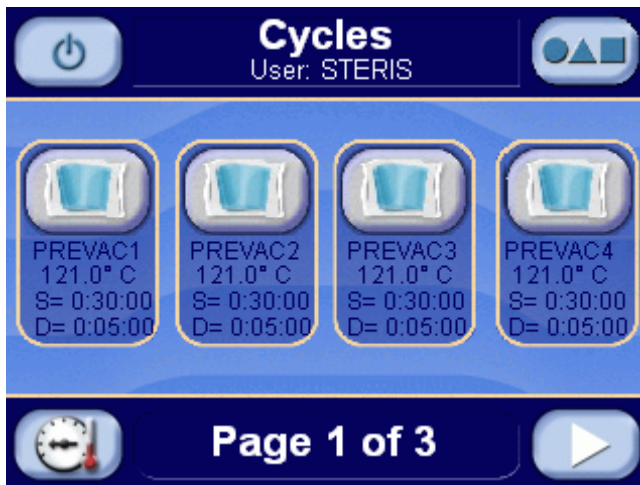 Cycles
User: STERIS
PREVAC1
121.0° C
S= 0:30:00
D= 0:05:00
PREVAC2
121.0° C
S= 0:30:00
D= 0:05:00
PREVAC3
121.0° C
S= 0:30:00
D= 0:05:00
PREVAC4
121.0° C
S= 0:30:00
D= 0:05:00
Page 1 of 3